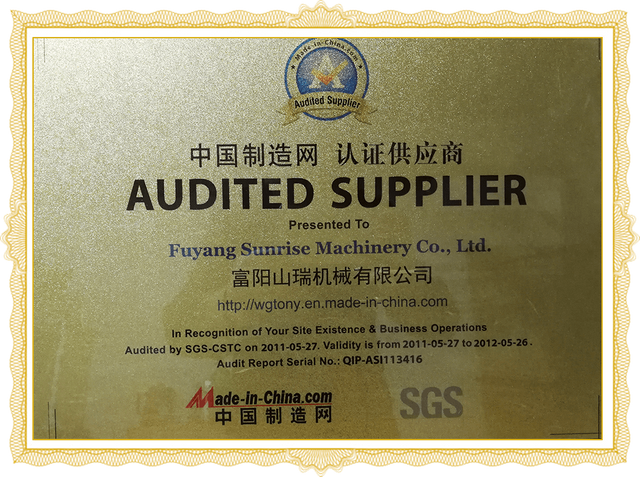 Made-in-China.com
Audited Supplier
中国制造网 认证供应商
AUDITED SUPPLIER
Presented To
Fuyang Sunrise Machinery Co., Ltd.
富阳山瑞机械有限公司
http://wgtony.en.made-in-china.com
In Recognition of Your Site Existence & Business Operations
Audited by SGS-CSTC on 2011-05-27. Validity is from 2011-05-27 to 2012-05-26.
Audit Report Serial No.: QIP-ASI113416
Made-in-China.com
中国制造网
SGS